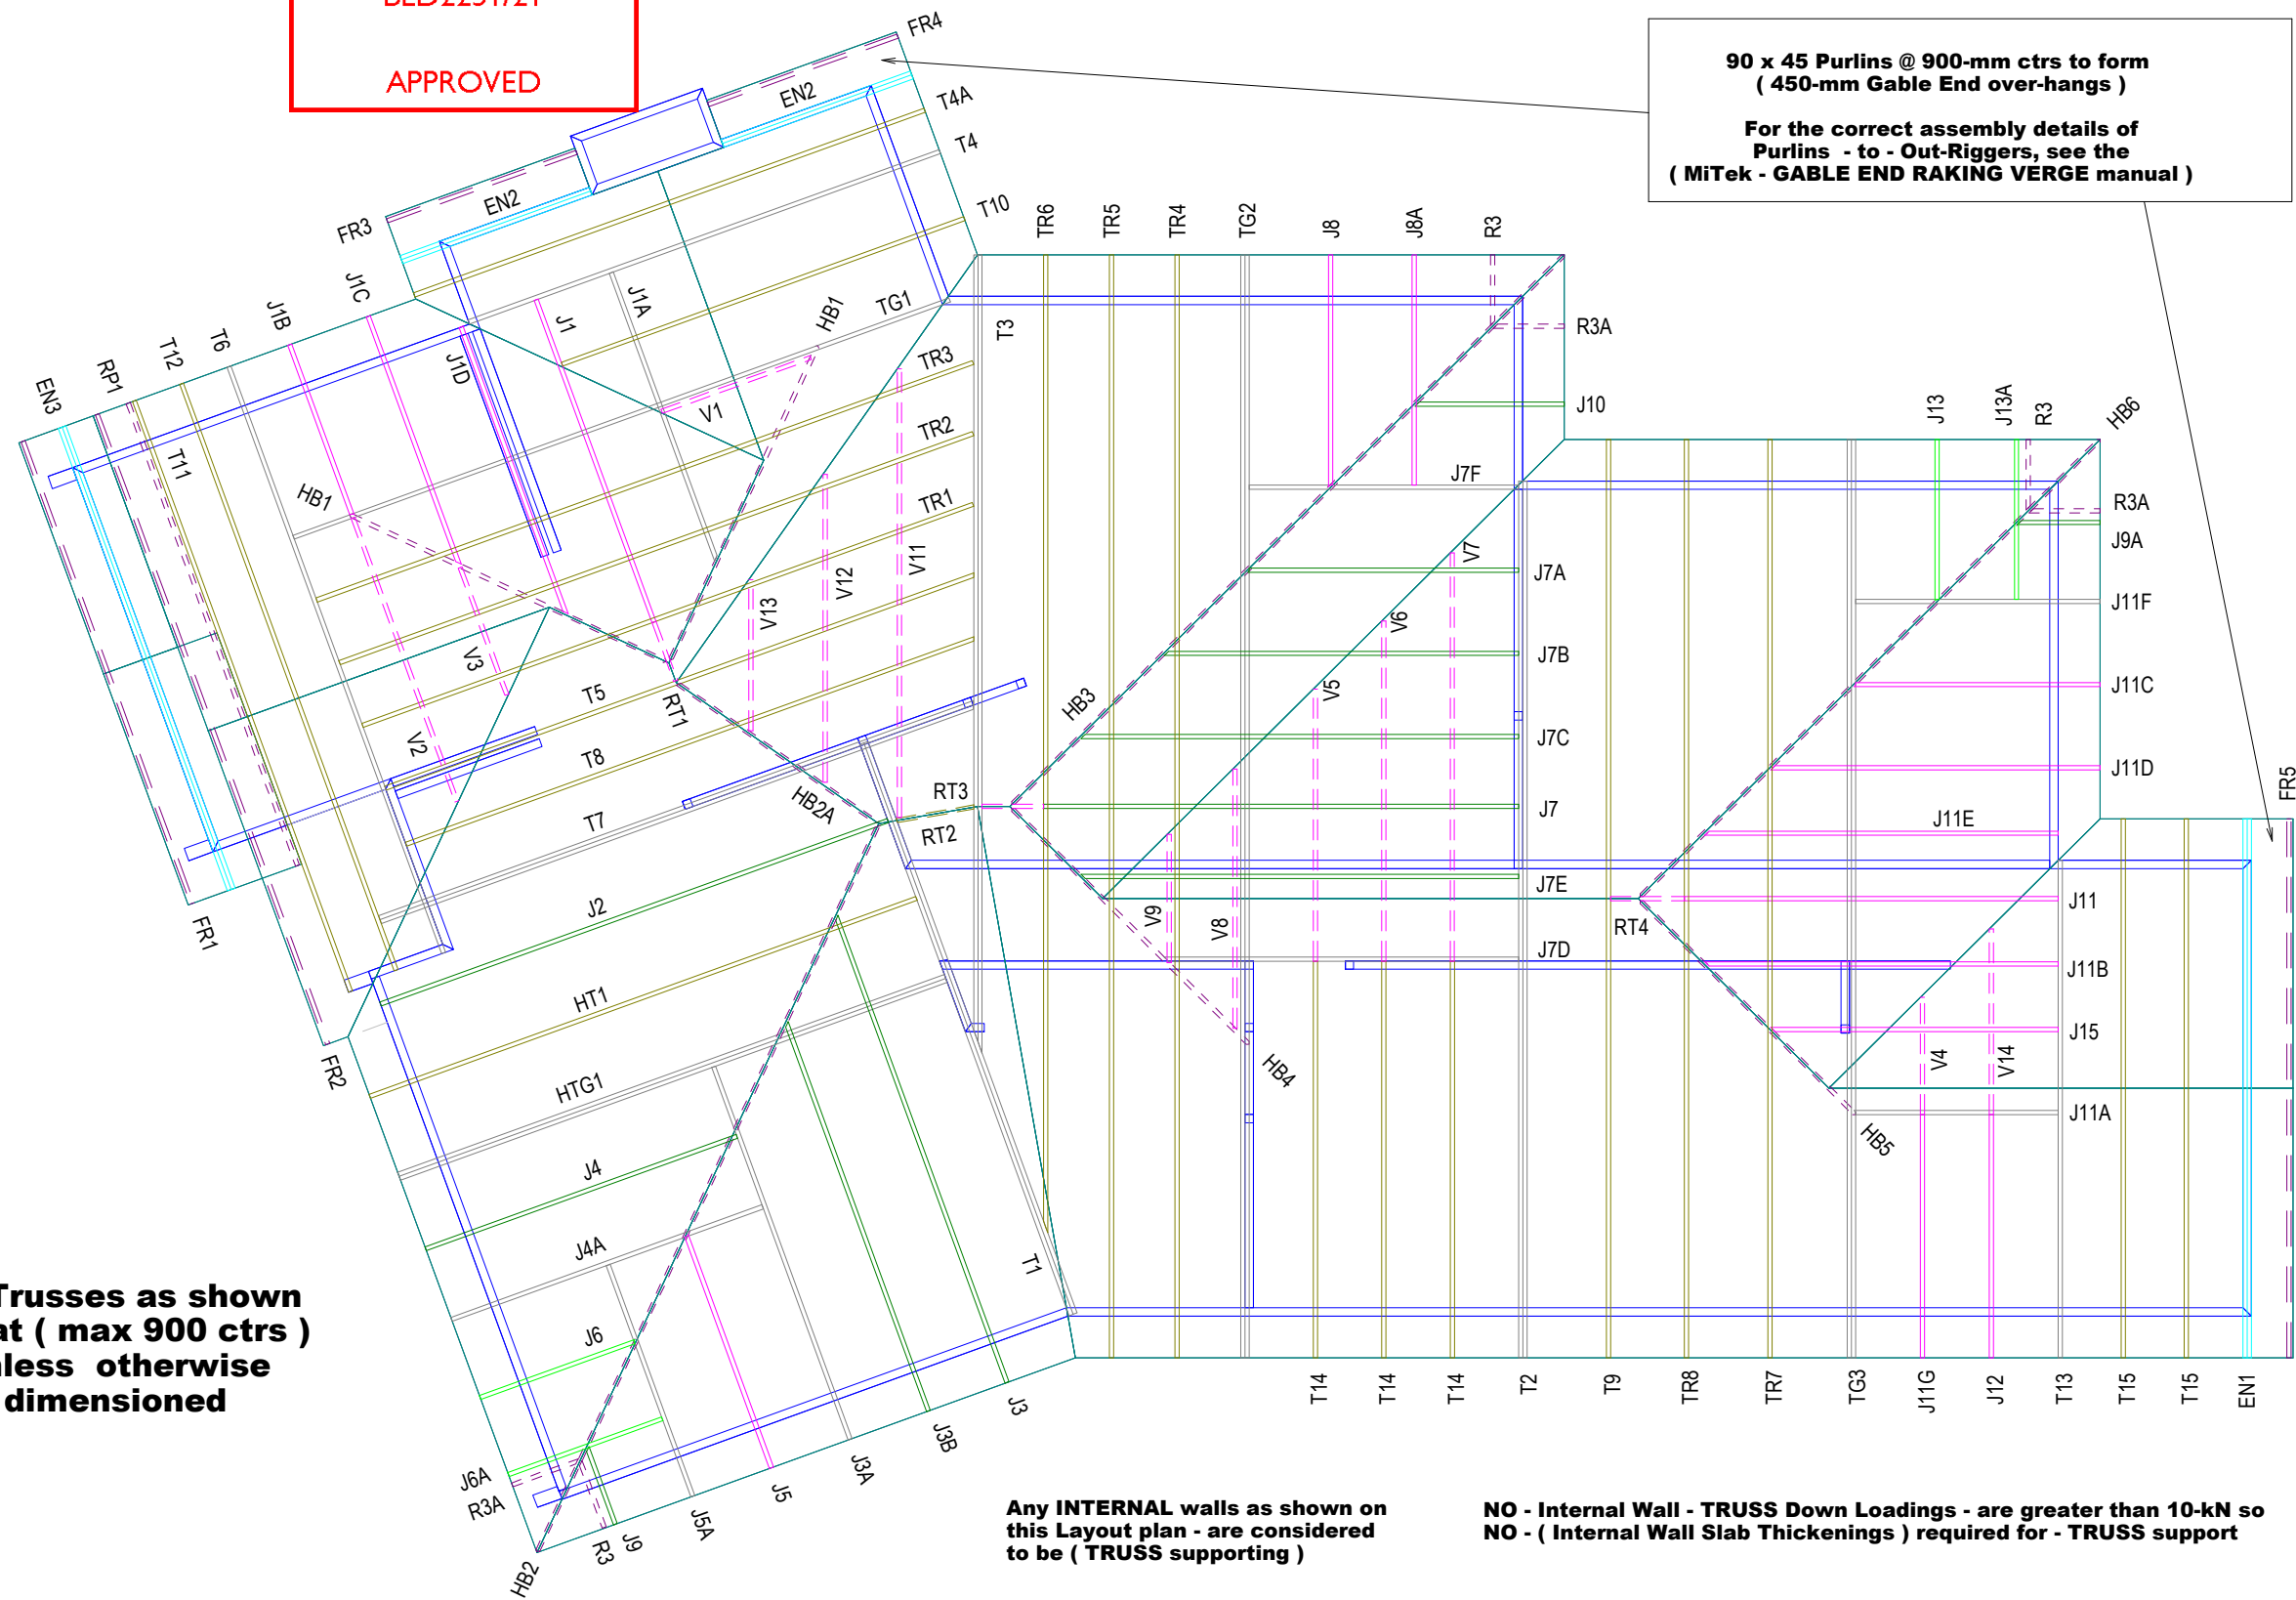 APPROVED
90 x 45 Purlins @ 900-mm ctrs to form
( 450-mm Gable End over-hangs )
For the correct assembly details of
Purlins - to - Out-Riggers, see the
( MiTek - GABLE END RAKING VERGE manual )
FR4
EN2
T4A
T4
EN2
FR3
T10
J1C
J1B
T6
T12
RP1
EN3
J1A
J1
J1D
HB1
TG1
V1
T3
TR3
TR2
TR1
T11
HB1
TR6
TR5
TR4
TG2
J8
J8A
R3
R3A
J10
J7F
J13
J13A
R3
HB6
R3A
J9A
J11F
J11C
J11D
J11E
FR5
V11
V12
V13
V7
V6
V5
J7A
J7B
J7C
J7
J7E
J7D
HB3
V3
V2
T5
T8
T7
RT1
HB2A
RT3
RT2
V9
V8
RT4
J11
J11B
J15
J11A
V4
V14
HB4
HB5
FR1
FR2
J2
HT1
HTG1
J4
J4A
J6
J6A
R3A
HB2
R3
J9
J5A
J5
J3A
J3B
J3
T1
T14
T14
T14
T2
T9
TR8
TR7
TG3
J11G
J12
T13
T15
T15
EN1
Trusses as shown
at ( max 900 ctrs )
otherwise
dimensioned
Any INTERNAL walls as shown on
this Layout plan - are considered
to be ( TRUSS supporting )
NO - Internal Wall - TRUSS Down Loadings - are greater than 10-kN so
NO - ( Internal Wall Slab Thickenings ) required for - TRUSS support